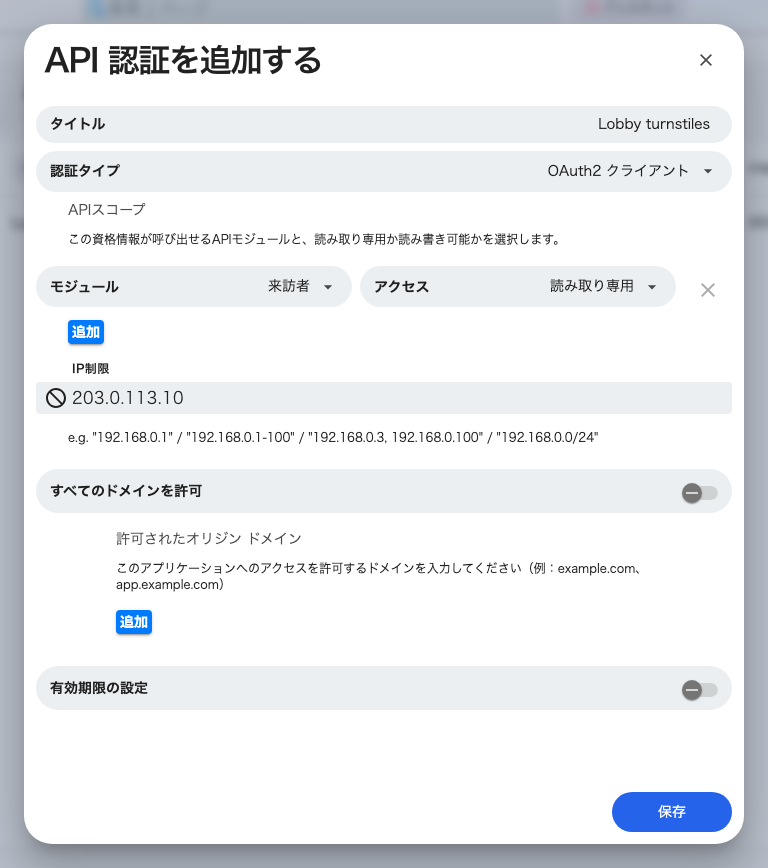 API 認証を追加する
タイトル Lobby turnstiles
認証タイプ OAuth2 クライアント
APIスコープ
この資格情報が呼び出せるAPIモジュールと、読み取り専用か読み書き可能かを選択します。
モジュール 来訪者 アクセス 読み取り専用
追加
IP制限
203.0.113.10
e.g. "192.168.0.1" / "192.168.0.1-100" / "192.168.0.3, 192.168.0.100" / "192.168.0.0/24"
すべてのドメインを許可
許可されたオリジン ドメイン
このアプリケーションへのアクセスを許可するドメインを入力してください（例：example.com、
app.example.com）
追加
有効期限の設定
保存